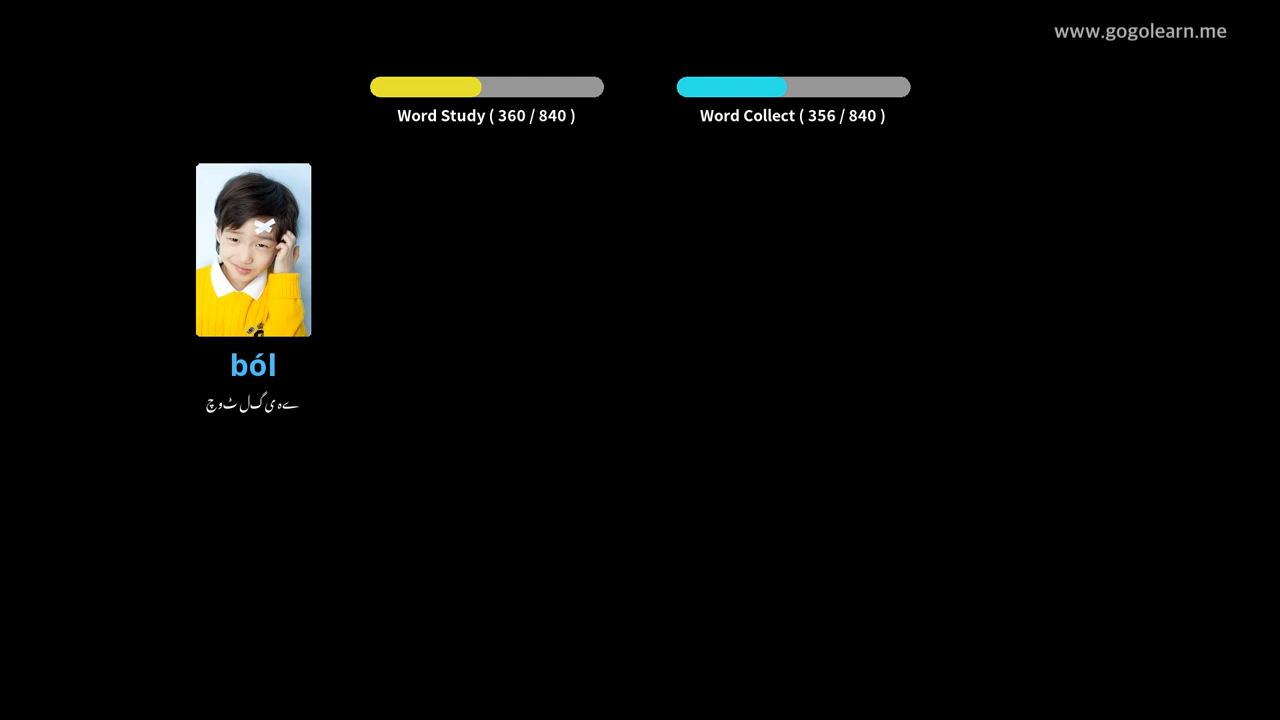 www.gogolearn.me
Word Study ( 360 / 840 )
Word Collect ( 356 / 840 )
ból
چوٹ لگی ہے